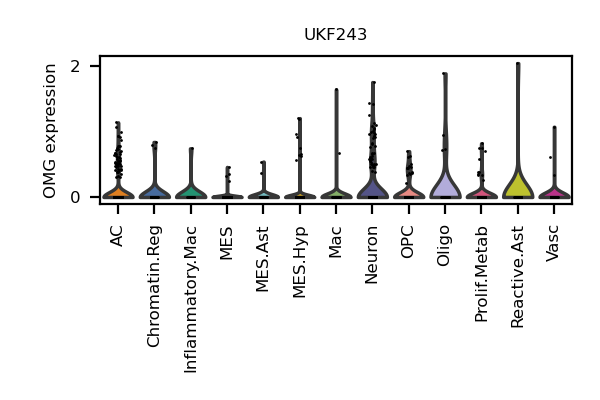 UKF243
OMG expression
2
0
AC
Chromatin.Reg
Inflammatory.Mac
MES
MES.Ast
MES.Hyp
Mac
Neuron
OPC
Oligo
Prolif.Metab
Reactive.Ast
Vasc